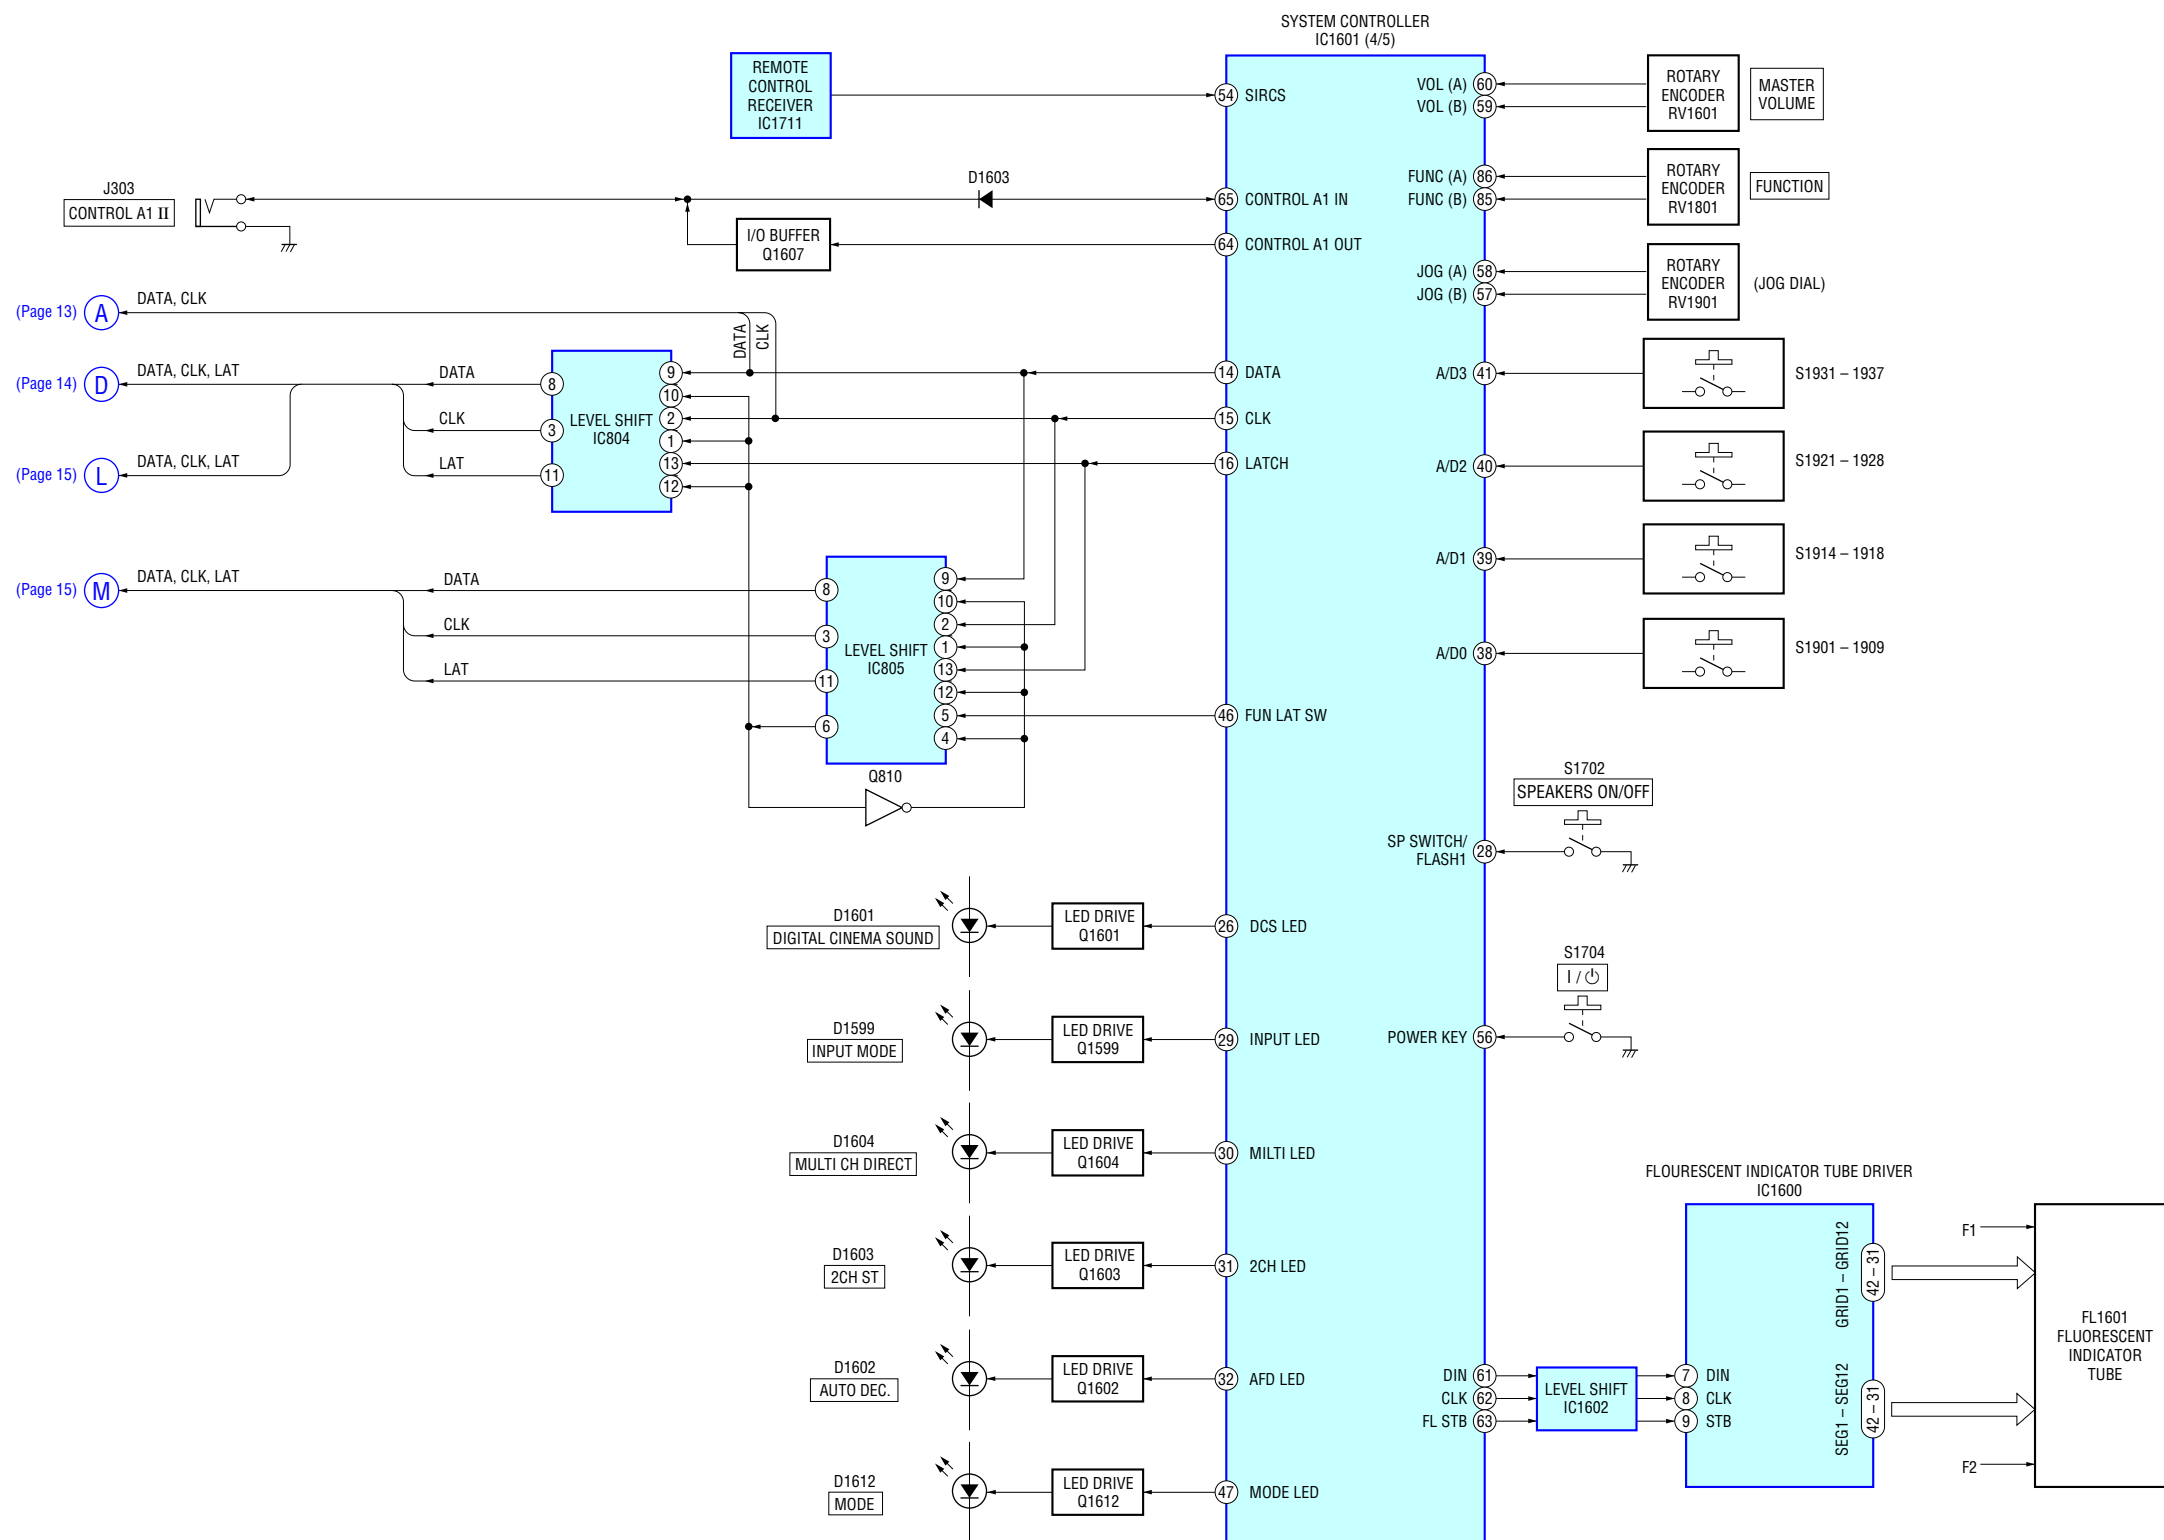 SYSTEM CONTROLLER
IC1601 (4/5)
REMOTE
CONTROL
RECEIVER
IC1711
54 SIRCS
VOL (A) 60
VOL (B) 59
ROTARY
ENCODER
RV1601
MASTER
VOLUME
J303
CONTROL A1 II
D1603
65 CONTROL A1 IN
I/O BUFFER
Q1607
64 CONTROL A1 OUT
FUNC (A) 86
FUNC (B) 85
ROTARY
ENCODER
RV1801
FUNCTION
JOG (A) 58
JOG (B) 57
ROTARY
ENCODER
RV1901
(JOG DIAL)
(Page 13) A DATA, CLK
DATA
CLK
(Page 14) D DATA, CLK, LAT
DATA 8
CLK 3
LAT 11
LEVEL SHIFT
IC804
9
10
2
1
13
12
(Page 15) L DATA, CLK, LAT
14 DATA
15 CLK
16 LATCH
A/D3 41
S1931 – 1937
A/D2 40
S1921 – 1928
A/D1 39
S1914 – 1918
A/D0 38
S1901 – 1909
(Page 15) M DATA, CLK, LAT
DATA 8
CLK 3
LAT 11
6
LEVEL SHIFT
IC805
9
10
2
1
13
12
5
4
46 FUN LAT SW
Q810
S1702
SPEAKERS ON/OFF
SP SWITCH/
FLASH1
28
S1704
I / ⏻
POWER KEY 56
D1601
DIGITAL CINEMA SOUND
LED DRIVE
Q1601
26 DCS LED
D1599
INPUT MODE
LED DRIVE
Q1599
29 INPUT LED
D1604
MULTI CH DIRECT
LED DRIVE
Q1604
30 MILTI LED
D1603
2CH ST
LED DRIVE
Q1603
31 2CH LED
D1602
AUTO DEC.
LED DRIVE
Q1602
32 AFD LED
D1612
MODE
LED DRIVE
Q1612
47 MODE LED
DIN 61
CLK 62
FL STB 63
LEVEL SHIFT
IC1602
FLOURESCENT INDICATOR TUBE DRIVER
IC1600
7 DIN
8 CLK
9 STB
GRID1 – GRID12
42 – 31
SEG1 – SEG12
42 – 31
F1
F2
FL1601
FLUORESCENT
INDICATOR
TUBE